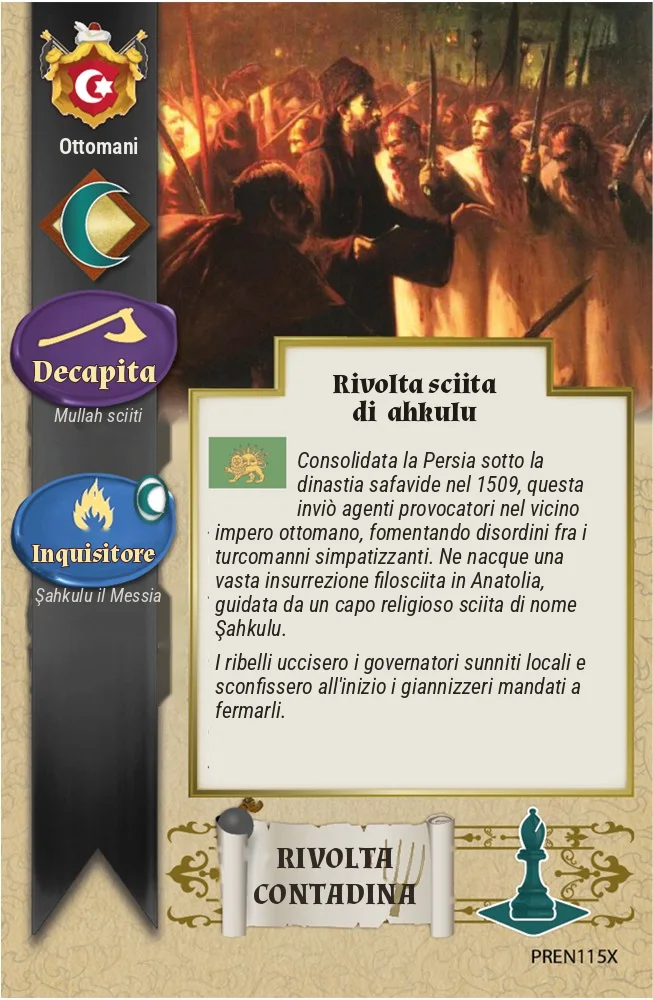 Ottomani
Decapita
Mullah sciiti
Inquisitore
Şahkulu il Messia
Rivolta sciita
di ahkulu
Consolidata la Persia sotto la
dinastia safavide nel 1509, questa
inviò agenti provocatori nel vicino
impero ottomano, fomentando disordini fra i
turcomanni simpatizzanti. Ne nacque una
vasta insurrezione filosciita in Anatolia,
guidata da un capo religioso sciita di nome
Şahkulu.
I ribelli uccisero i governatori sunniti locali e
sconfissero all'inizio i giannizzeri mandati a
fermarli.
RIVOLTA
CONTADINA
PREN115X